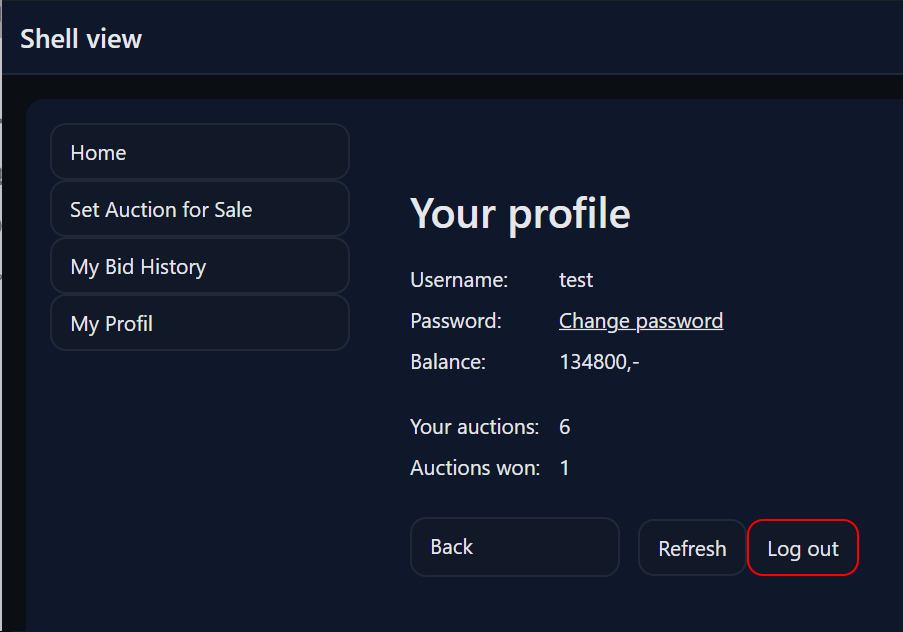 Shell view
Home
Set Auction for Sale
My Bid History
My Profil
Your profile
Username: test
Password: Change password
Balance: 134800,-
Your auctions: 6
Auctions won: 1
Back Refresh Log out